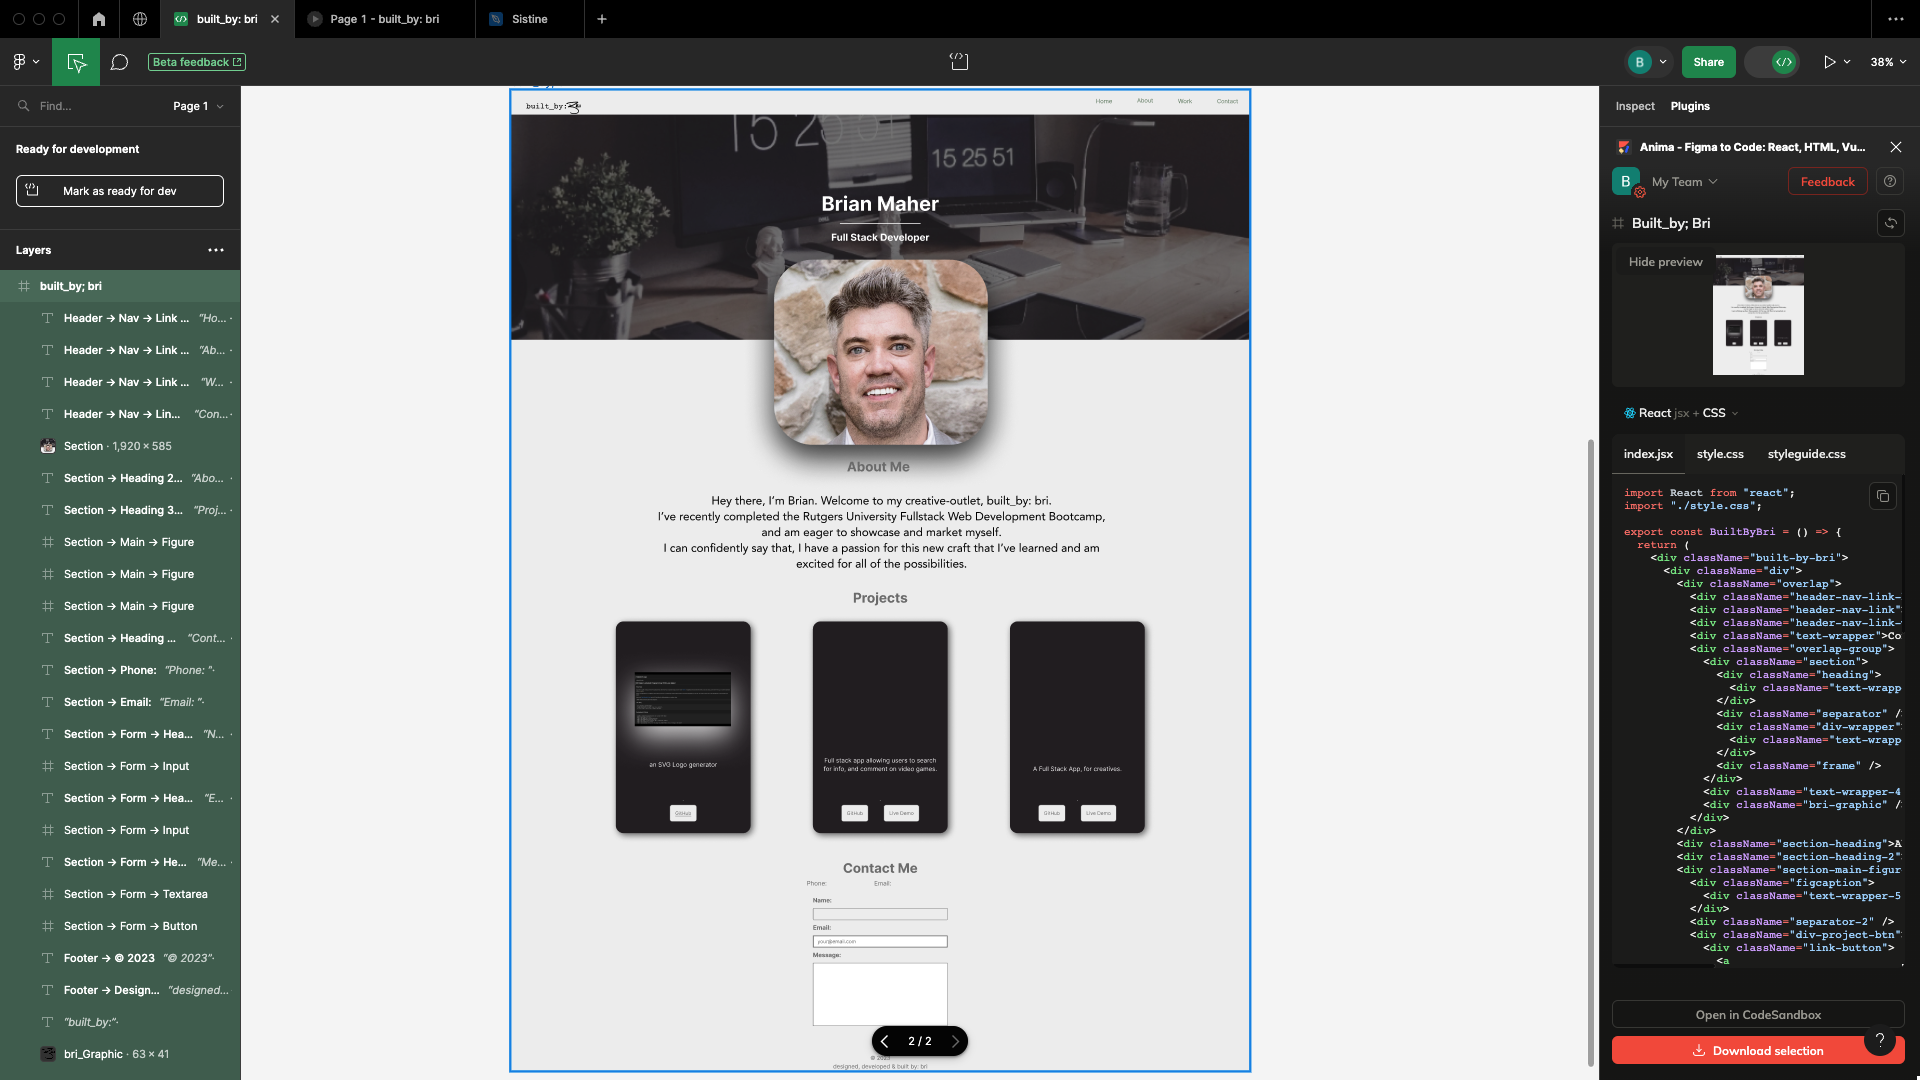 built_by: bri
Page 1 - built_by: bri
Sistine
Beta feedback
B
Share
38%
Find...
Page 1
Ready for development
Mark as ready for dev
Layers
built_by; bri
Header → Nav → Link ... "Ho...
Header → Nav → Link ... "Ab...
Header → Nav → Link ... "W...
Header → Nav → Lin... "Con...
Section · 1,920 × 585
Section → Heading 2... "Abo...
Section → Heading 3... "Proj...
Section → Main → Figure
Section → Main → Figure
Section → Main → Figure
Section → Heading ... "Cont...
Section → Phone: "Phone: "
Section → Email: "Email: "
Section → Form → Hea... "N...
Section → Form → Input
Section → Form → Hea... "E...
Section → Form → Input
Section → Form → He... "Me...
Section → Form → Textarea
Section → Form → Button
Footer → © 2023 "© 2023"
Footer → Design... "designed...
"built_by:"
bri_Graphic · 63 × 41
built_by:
Home About Work Contact
15 25 51
15 25 51
Brian Maher
Full Stack Developer
About Me
Hey there, I'm Brian. Welcome to my creative-outlet, built_by: bri.
I've recently completed the Rutgers University Fullstack Web Development Bootcamp,
and am eager to showcase and market myself.
I can confidently say that, I have a passion for this new craft that I've learned and am
excited for all of the possibilities.
Projects
an SVG Logo generator
GitHub
Full stack app allowing users to search
for info, and comment on video games.
GitHub Live Demo
A Full Stack App, for creatives.
GitHub Live Demo
Contact Me
Phone: Email:
Name:
Email:
your@email.com
Message:
2 / 2
© 2023
designed, developed & built by: bri
Inspect Plugins
Anima - Figma to Code: React, HTML, Vu...
B My Team Feedback
Built_by; Bri
Hide preview
React jsx + CSS
index.jsx style.css styleguide.css
import React from "react";
import "./style.css";
export const BuiltByBri = () => {
return (
<div className="built-by-bri">
<div className="div">
<div className="overlap">
<div className="header-nav-link-
<div className="header-nav-link"
<div className="header-nav-link-
<div className="text-wrapper">Co
<div className="overlap-group">
<div className="section">
<div className="heading">
<div className="text-wrapp
</div>
<div className="separator" /
<div className="div-wrapper"
<div className="text-wrapp
</div>
<div className="frame" />
</div>
<div className="text-wrapper-4
<div className="bri-graphic" /
</div>
</div>
<div className="section-heading">A
<div className="section-heading-2"
<div className="section-main-figur
<div className="figcaption">
<div className="text-wrapper-5
</div>
<div className="separator-2" />
<div className="div-project-btn"
<div className="link-button">
<a
Open in CodeSandbox
Download selection
?